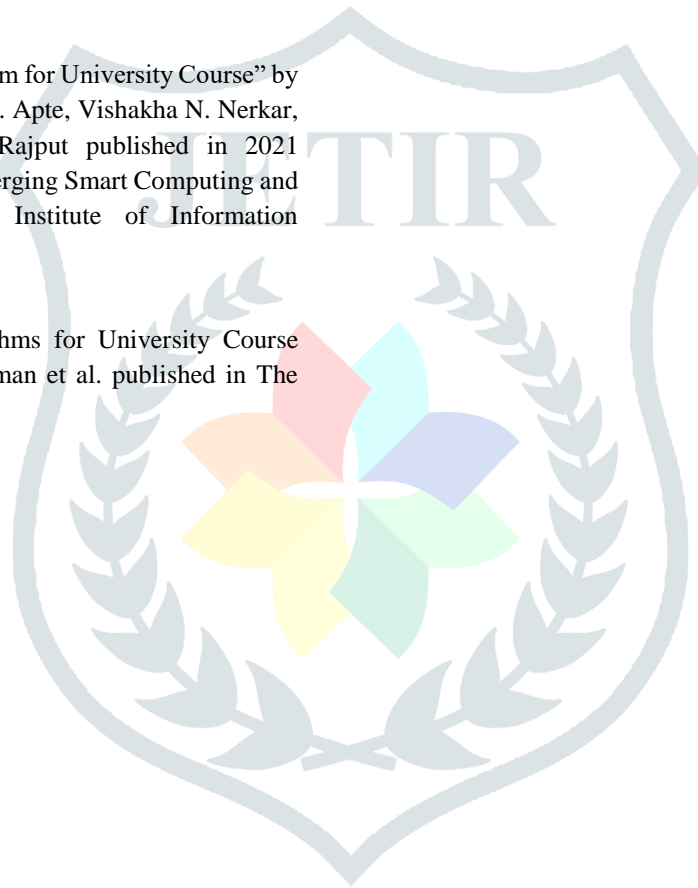 m for University Course” by
. Apte, Vishakha N. Nerkar,
Rajput published in 2021
erging Smart Computing and
Institute of Information
JETIR
hms for University Course
man et al. published in The